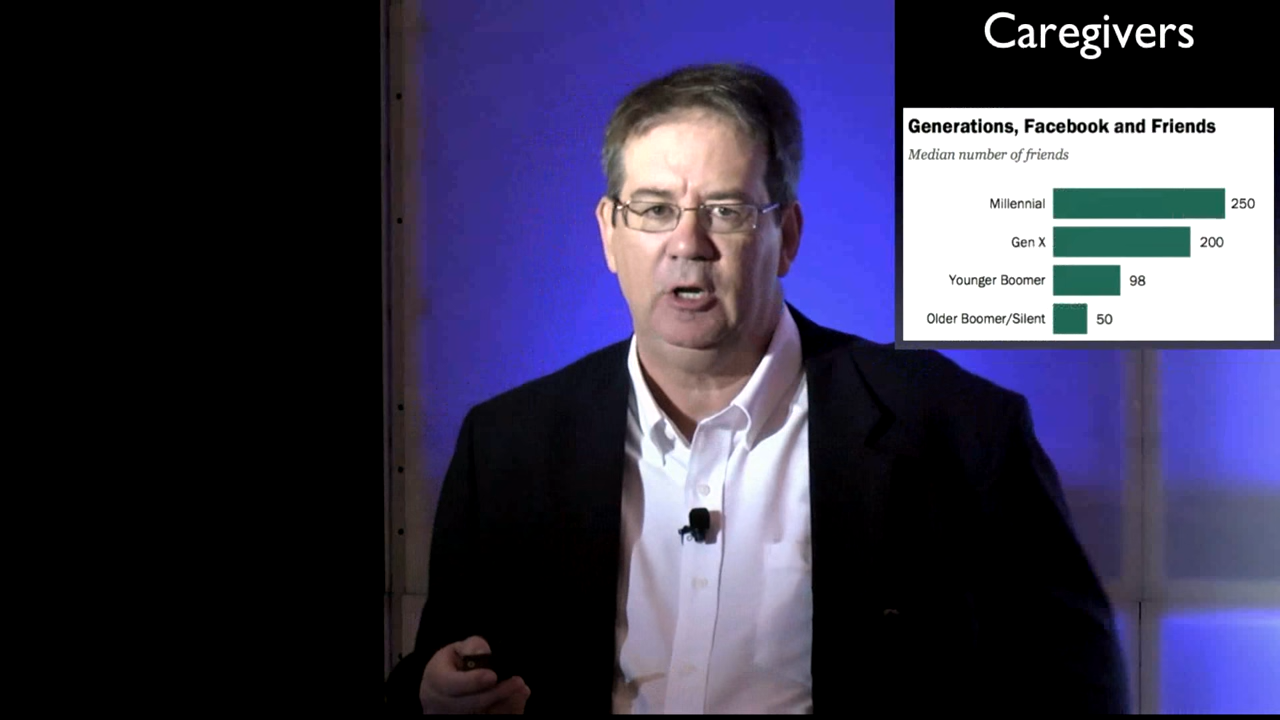 Caregivers
Generations, Facebook and Friends
Median number of friends
Millennial 250
Gen X 200
Younger Boomer 98
Older Boomer/Silent 50